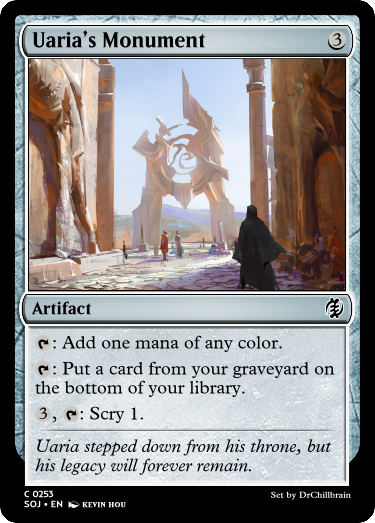 Uaria's Monument 3
Artifact
: Add one mana of any color.
: Put a card from your graveyard on
the bottom of your library.
3, : Scry 1.
Uaria stepped down from his throne, but
his legacy will forever remain.
C 0253
SOJ • EN KEVIN HOU
Set by DrChillbrain